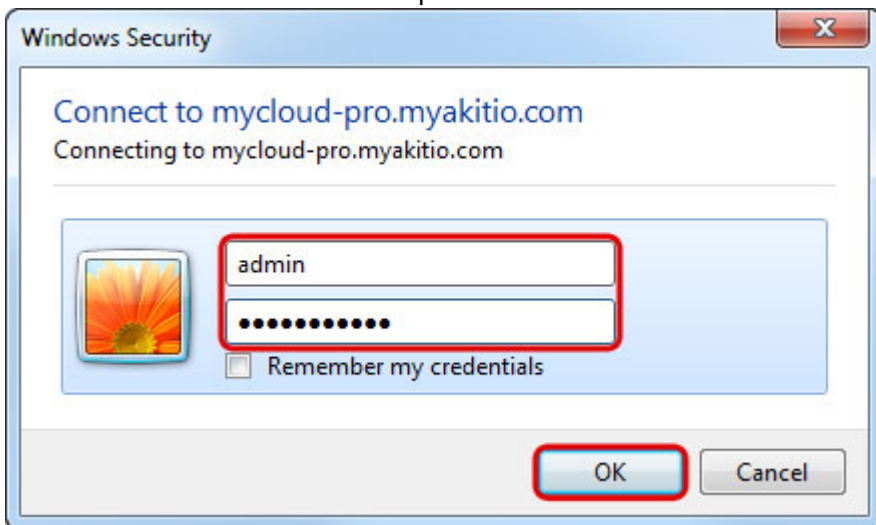 Windows Security
Connect to mycloud-pro.myakitio.com
Connecting to mycloud-pro.myakitio.com
admin
●●●●●●●●●●●
Remember my credentials
OK
Cancel